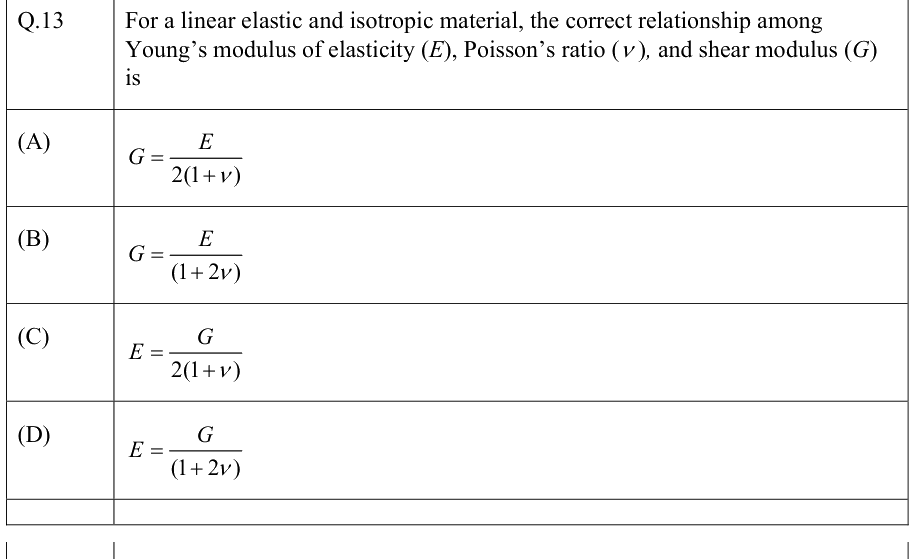 Q.13 For a linear elastic and isotropic material, the correct relationship among
Young's modulus of elasticity (E), Poisson's ratio (ν), and shear modulus (G)
is
(A) G = E / 2(1+ν)
(B) G = E / (1+2ν)
(C) E = G / 2(1+ν)
(D) E = G / (1+2ν)